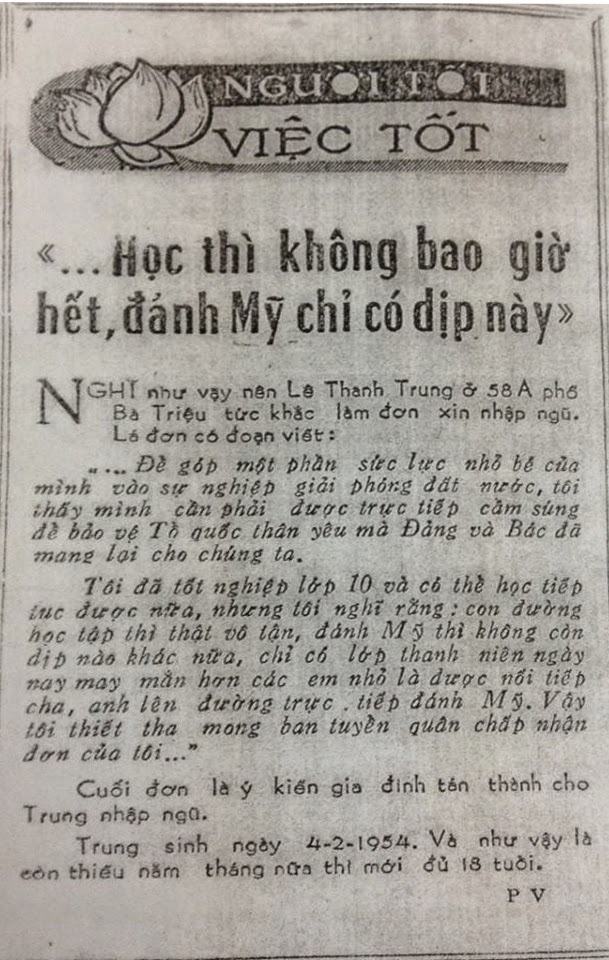 NGƯỜI TỐT
VIỆC TỐT
«... Học thì không bao giờ
hết, đánh Mỹ chỉ có dịp này»
NGHĨ như vậy nên Lê Thanh Trung ở 58A phố
Bà Triệu tức khắc làm đơn xin nhập ngũ.
Lá đơn có đoạn viết :
„... Để góp một phần sức lực nhỏ bé của
mình vào sự nghiệp giải phóng đất nước, tôi
thấy mình cần phải được trực tiếp cầm súng
để bảo vệ Tổ quốc thân yêu mà Đảng và Bác đã
mang lại cho chúng ta.
Tôi đã tốt nghiệp lớp 10 và có thể học tiếp
tục được nữa, nhưng tôi nghĩ rằng : con đường
học tập thì thật vô tận, đánh Mỹ thì không còn
dịp nào khác nữa, chỉ có lớp thanh niên ngày
nay may mắn hơn các em nhỏ là được nối tiếp
cha, anh lên đường trực . tiếp đánh Mỹ. Vậy
tôi thiết tha mong ban tuyển quân chấp nhận
đơn của tôi...”
Cuối đơn là ý kiến gia đình tán thành cho
Trung nhập ngũ.
Trung sinh ngày 4-2-1954. Và như vậy là
còn thiếu năm tháng nữa thì mới đủ 18 tuổi.
P V